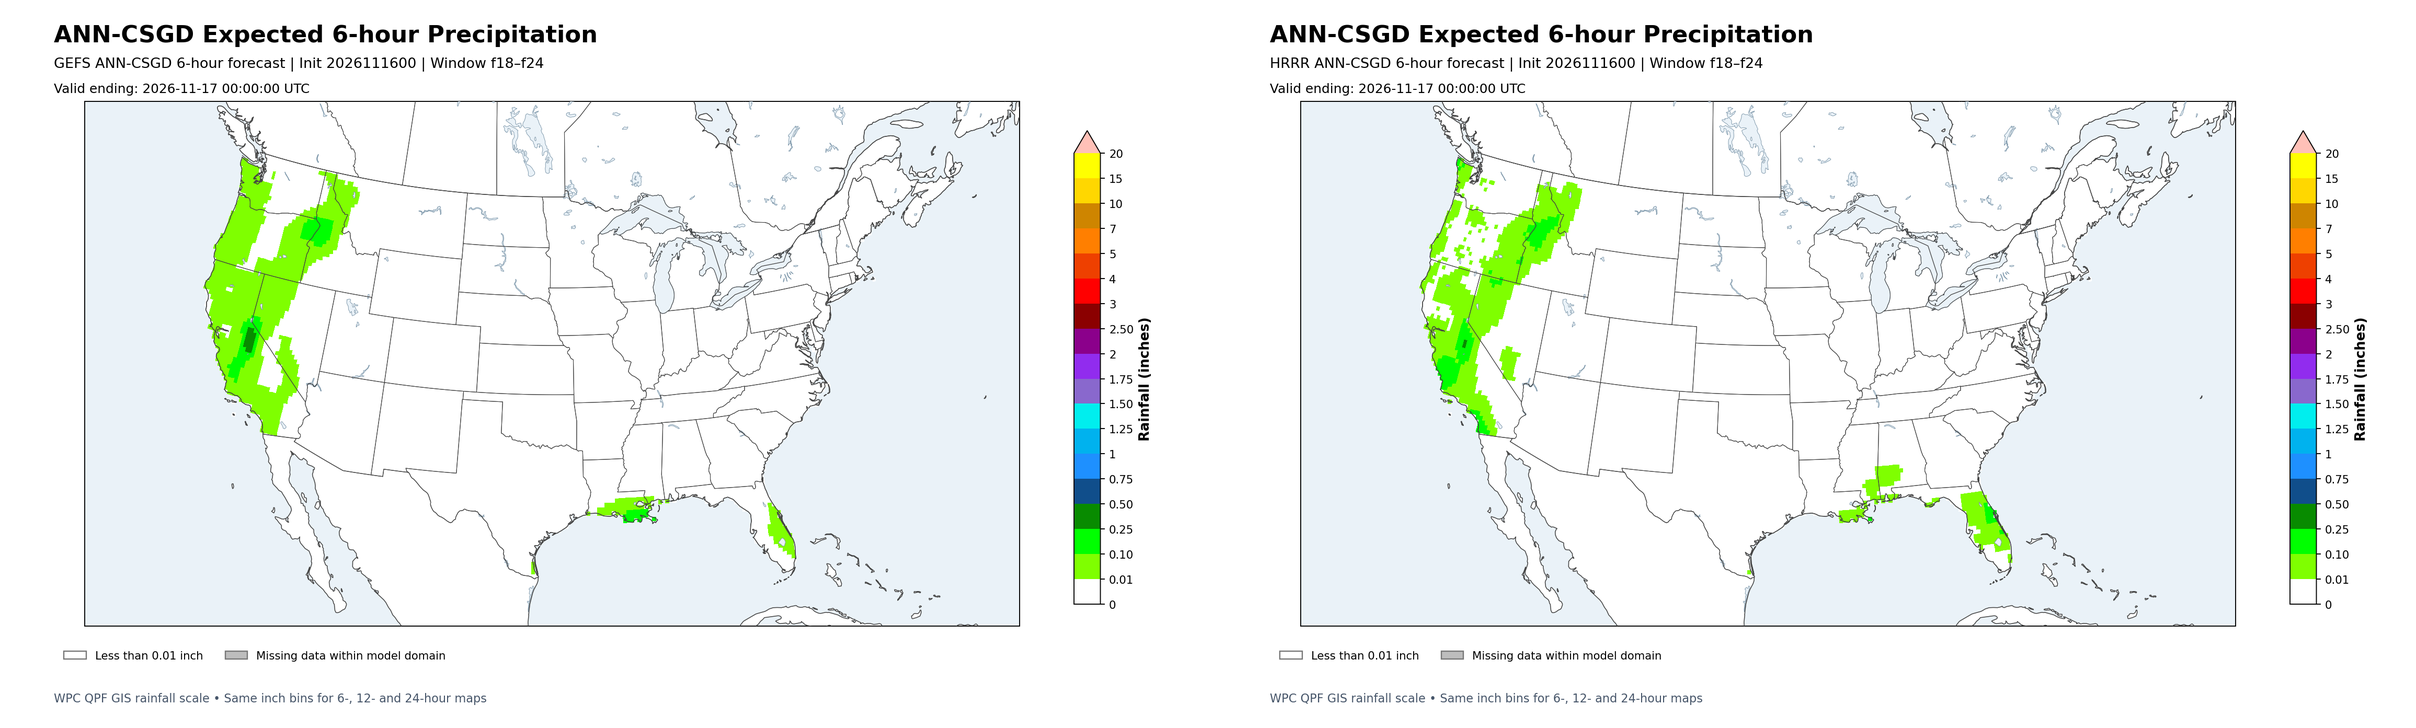 ANN-CSGD Expected 6-hour Precipitation
GEFS ANN-CSGD 6-hour forecast | Init 2026111600 | Window f18–f24
Valid ending: 2026-11-17 00:00:00 UTC
20
15
10
7
5
4
3
2.50
2
1.75
1.50
1.25
1
0.75
0.50
0.25
0.10
0.01
0
Rainfall (inches)
Less than 0.01 inch
Missing data within model domain
WPC QPF GIS rainfall scale • Same inch bins for 6-, 12- and 24-hour maps
ANN-CSGD Expected 6-hour Precipitation
HRRR ANN-CSGD 6-hour forecast | Init 2026111600 | Window f18–f24
Valid ending: 2026-11-17 00:00:00 UTC
20
15
10
7
5
4
3
2.50
2
1.75
1.50
1.25
1
0.75
0.50
0.25
0.10
0.01
0
Rainfall (inches)
Less than 0.01 inch
Missing data within model domain
WPC QPF GIS rainfall scale • Same inch bins for 6-, 12- and 24-hour maps